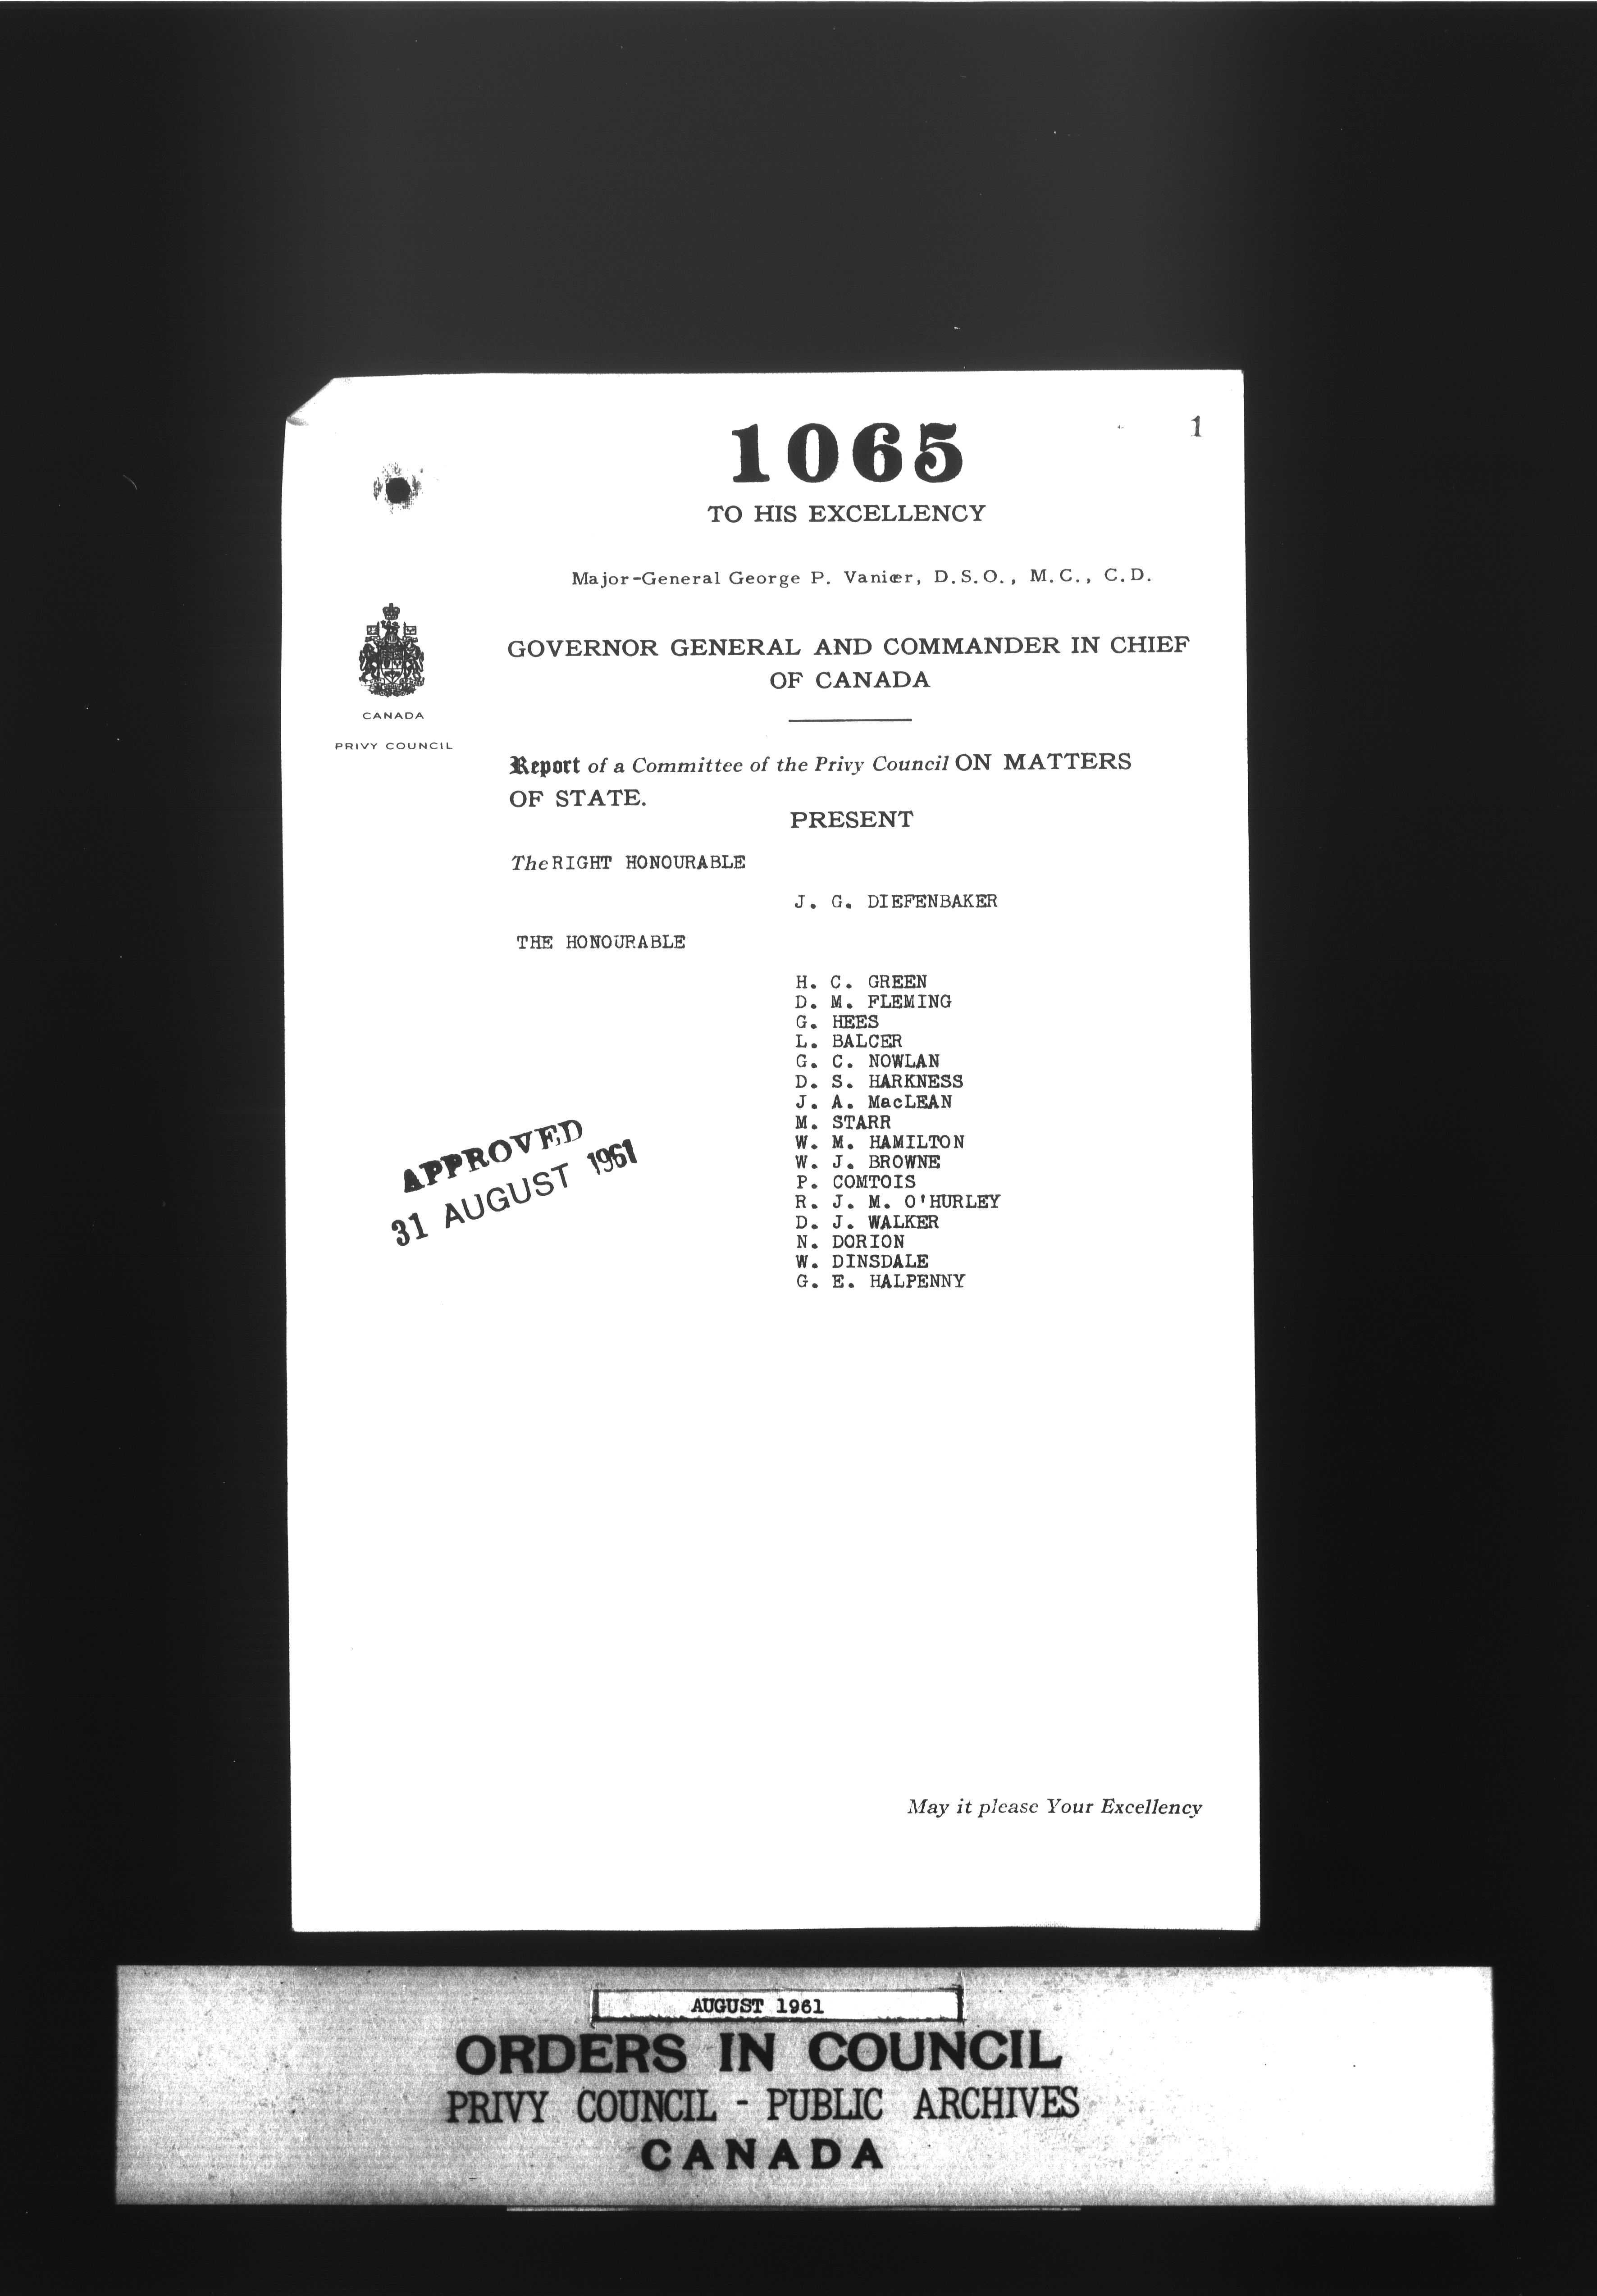 1065
1
TO HIS EXCELLENCY
Major-General George P. Vanier, D.S.O., M.C., C.D.
GOVERNOR GENERAL AND COMMANDER IN CHIEF
OF CANADA
CANADA
PRIVY COUNCIL
Report of a Committee of the Privy Council ON MATTERS
OF STATE.
PRESENT
The RIGHT HONOURABLE
J. G. DIEFENBAKER
THE HONOURABLE
H. C. GREEN
D. M. FLEMING
G. HEES
L. BALCER
G. C. NOWLAN
D. S. HARKNESS
J. A. MacLEAN
M. STARR
W. M. HAMILTON
W. J. BROWNE
P. COMTOIS
R. J. M. O'HURLEY
D. J. WALKER
N. DORION
W. DINSDALE
G. E. HALPENNY
APPROVED
31 AUGUST 1961
May it please Your Excellency
AUGUST 1961
ORDERS IN COUNCIL
PRIVY COUNCIL - PUBLIC ARCHIVES
CANADA